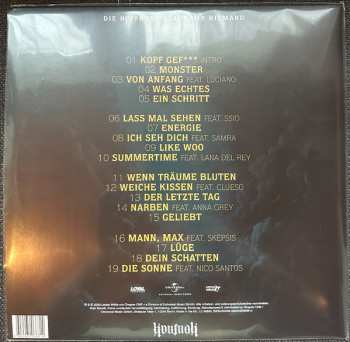 DIE HOFFNUNG NIEMAND
01 KOPF GEF*** INTRO
02 MONSTER
03 VON ANFANG FEAT. LUCIANO
04 WAS ECHTES
05 EIN SCHRITT
06 LASS MAL SEHEN FEAT. SSIO
07 ENERGIE
08 ICH SEH DICH FEAT. SAMRA
09 LIKE WOO
10 SUMMERTIME FEAT. LANA DEL REY
11 WENN TRÄUME BLUTEN
12 WEICHE KISSEN FEAT. CLUESO
13 DER LETZTE TAG
14 NARBEN FEAT. ANNA GREY
15 GELIEBT
16 MANN, MAX FEAT. SKEPSIS
17 LÜGE
18 DEIN SCHATTEN
19 DIE SONNE FEAT. NICO SANTOS
LOYAL
UNIVERSAL
Kontra K